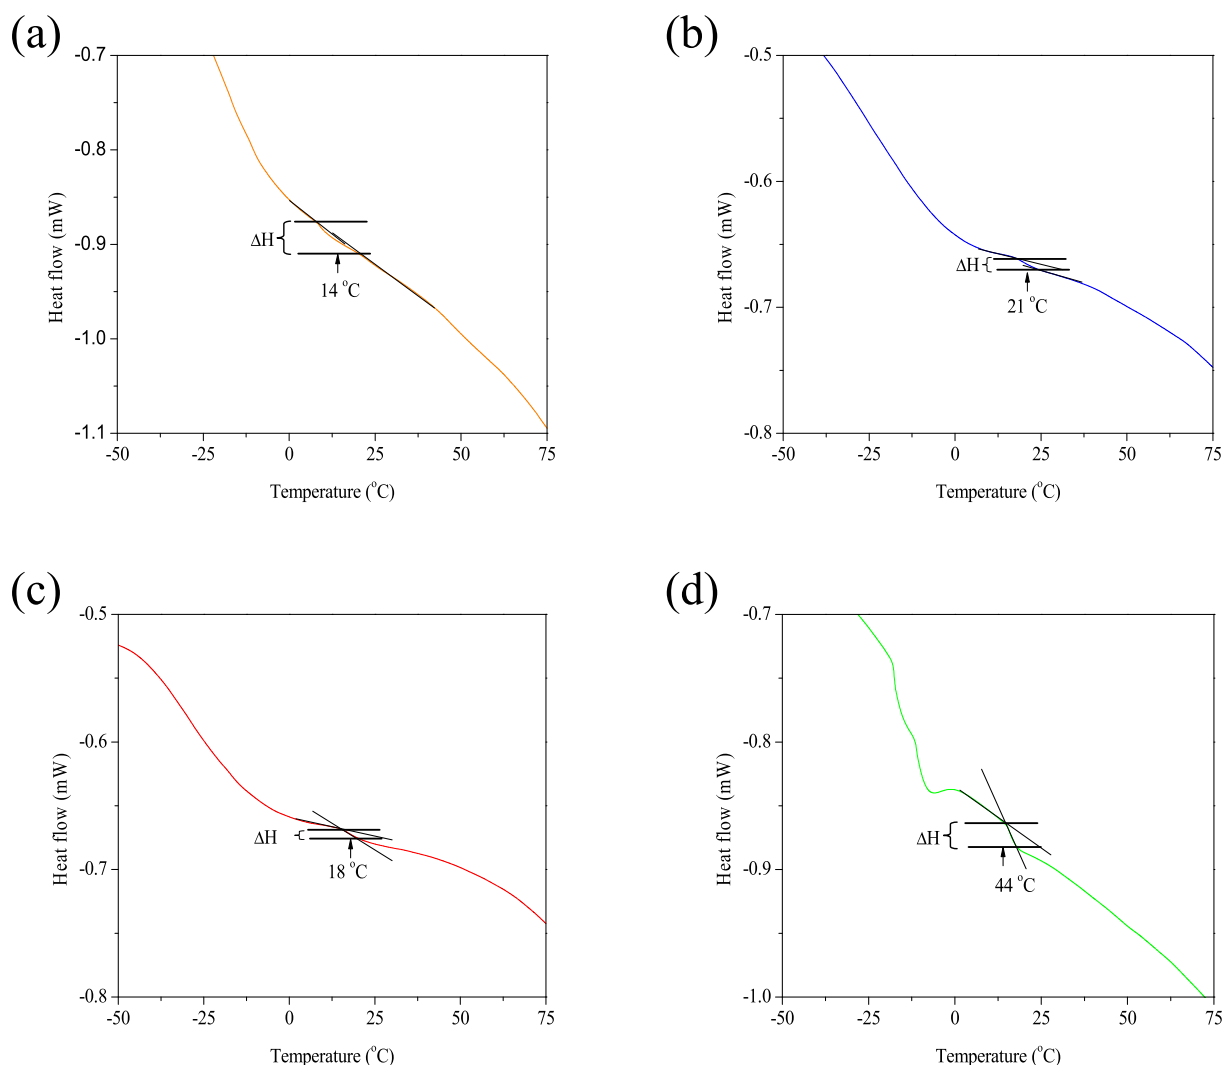 (a)
-0.7
-0.8
-0.9
-1.0
-1.1
Heat flow (mW)
ΔH
14 °C
-50
-25
0
25
50
75
Temperature (°C)
(b)
-0.5
-0.6
-0.7
-0.8
Heat flow (mW)
ΔH
21 °C
-50
-25
0
25
50
75
Temperature (°C)
(c)
-0.5
-0.6
-0.7
-0.8
Heat flow (mW)
ΔH
18 °C
-50
-25
0
25
50
75
Temperature (°C)
(d)
-0.7
-0.8
-0.9
-1.0
Heat flow (mW)
ΔH
44 °C
-50
-25
0
25
50
75
Temperature (°C)